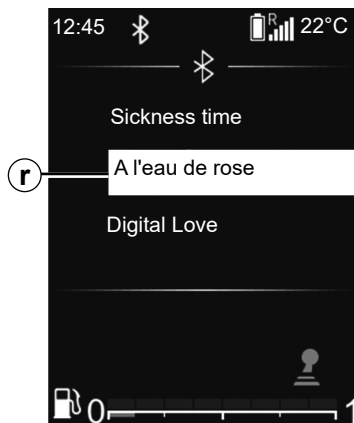 12:45 R 22°C
Sickness time
r A l'eau de rose
Digital Love
0 1